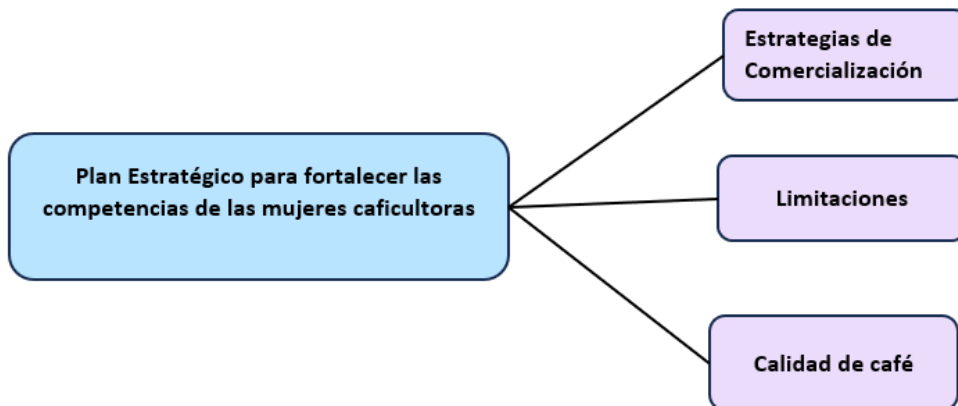 Plan Estratégico para fortalecer las
competencias de las mujeres caficultoras
Estrategias de
Comercialización
Limitaciones
Calidad de café